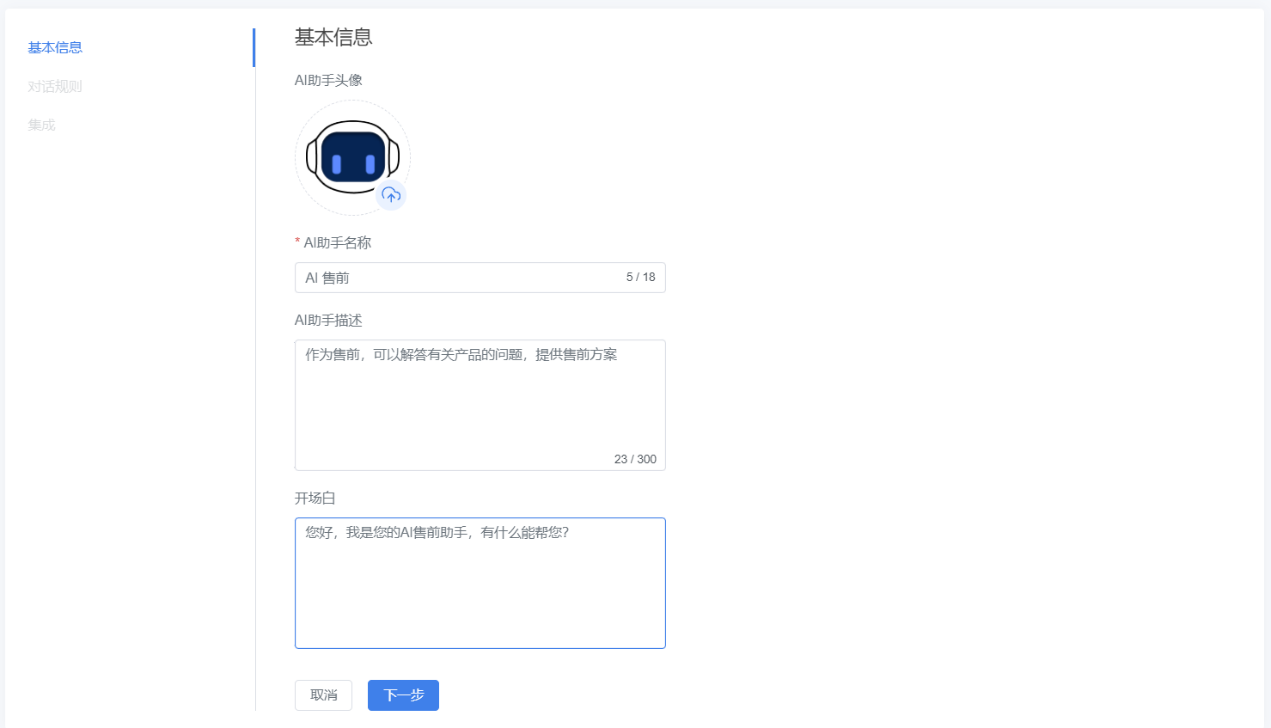 基本信息
对话规则
集成
基本信息
AI助手头像
* AI助手名称
AI 售前 5 / 18
AI助手描述
作为售前，可以解答有关产品的问题，提供售前方案
23 / 300
开场白
您好，我是您的AI售前助手，有什么能帮您?
取消 下一步